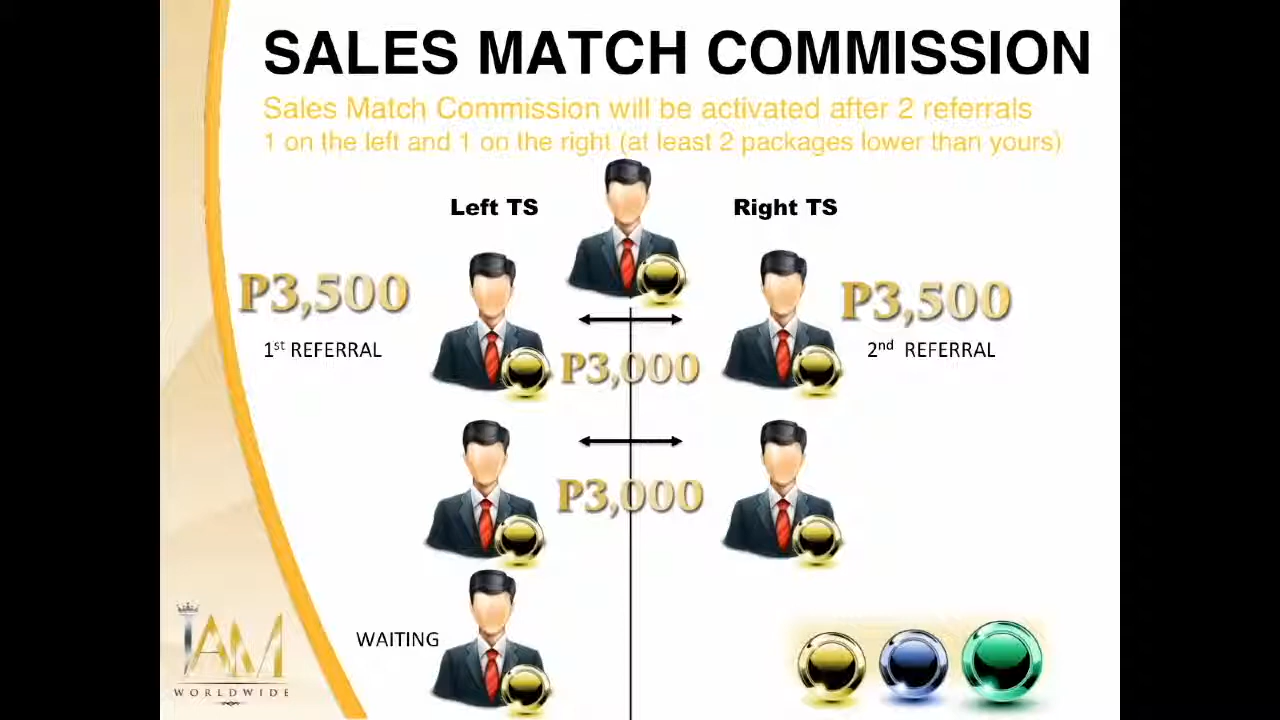 SALES MATCH COMMISSION
Sales Match Commission will be activated after 2 referrals
1 on the left and 1 on the right (at least 2 packages lower than yours)
Left TS
Right TS
P3,500
P3,500
1st REFERRAL
2nd REFERRAL
P3,000
P3,000
WAITING
IAM
WORLDWIDE